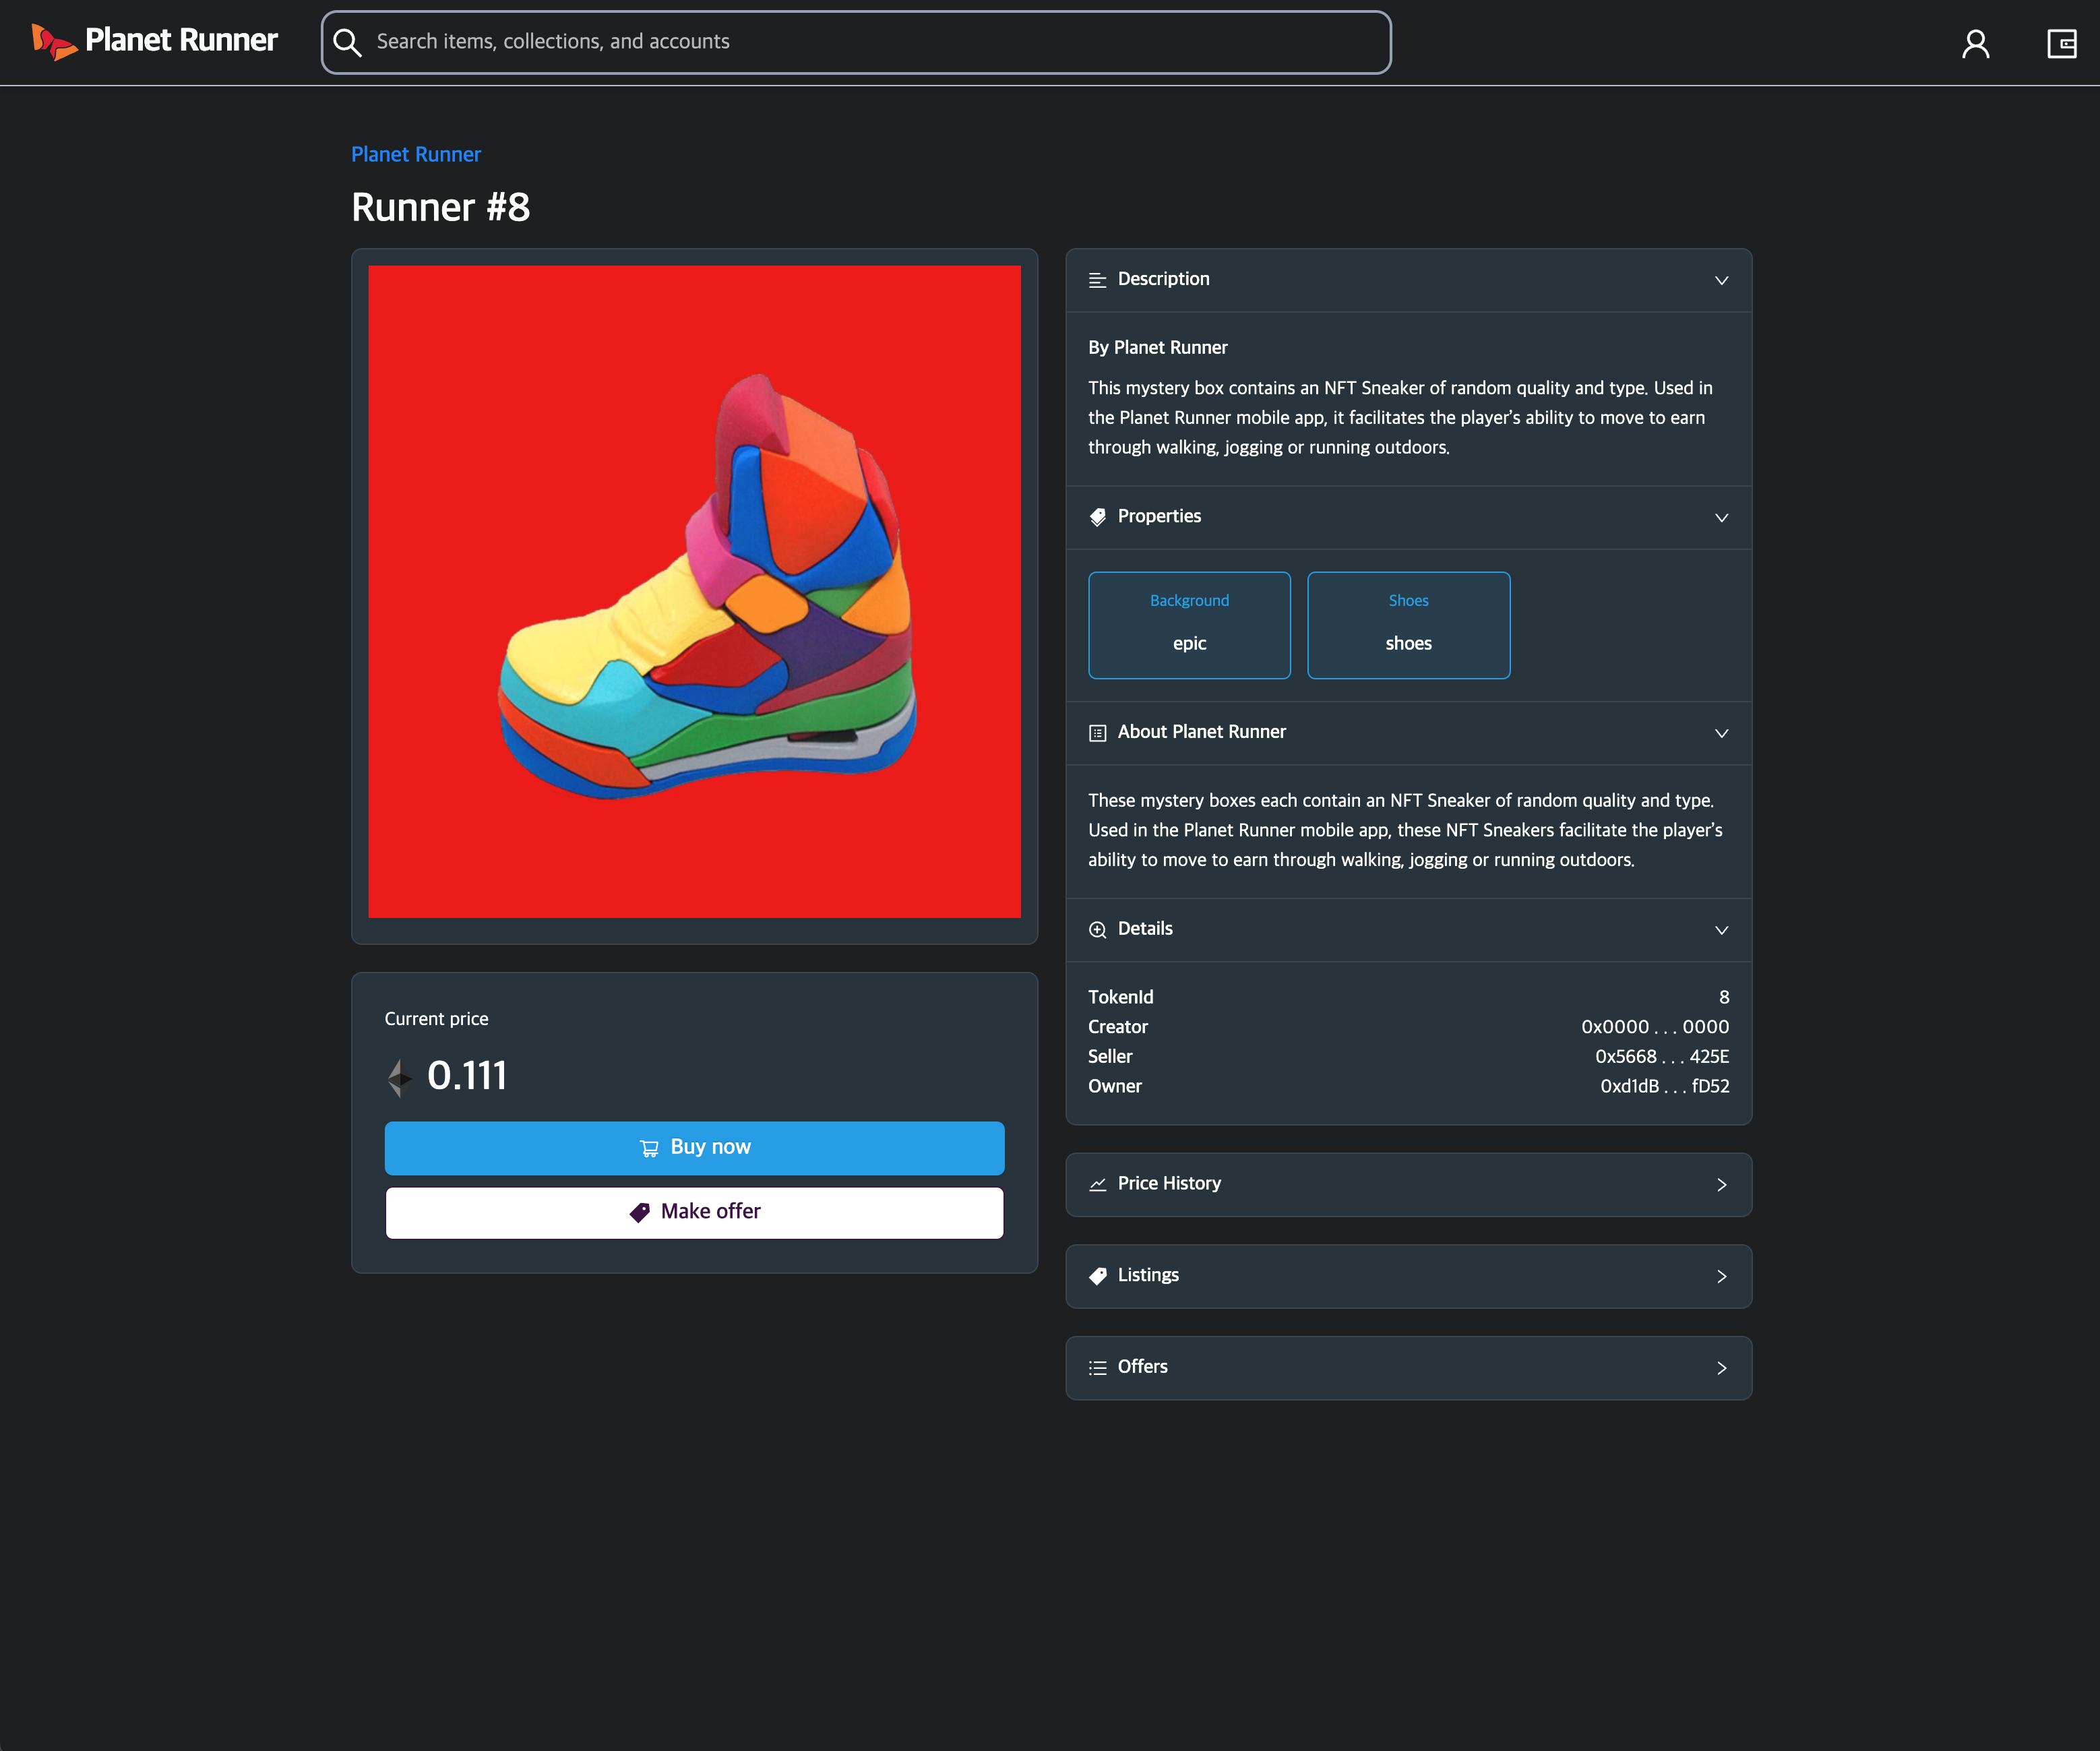 Planet Runner
Search items, collections, and accounts
Planet Runner
Runner #8
Current price
0.111
Buy now
Make offer
Description
By Planet Runner
This mystery box contains an NFT Sneaker of random quality and type. Used in
the Planet Runner mobile app, it facilitates the player's ability to move to earn
through walking, jogging or running outdoors.
Properties
Background
epic
Shoes
shoes
About Planet Runner
These mystery boxes each contain an NFT Sneaker of random quality and type.
Used in the Planet Runner mobile app, these NFT Sneakers facilitate the player's
ability to move to earn through walking, jogging or running outdoors.
Details
TokenId 8
Creator 0x0000 . . . 0000
Seller 0x5668 . . . 425E
Owner 0xd1dB . . . fD52
Price History
Listings
Offers